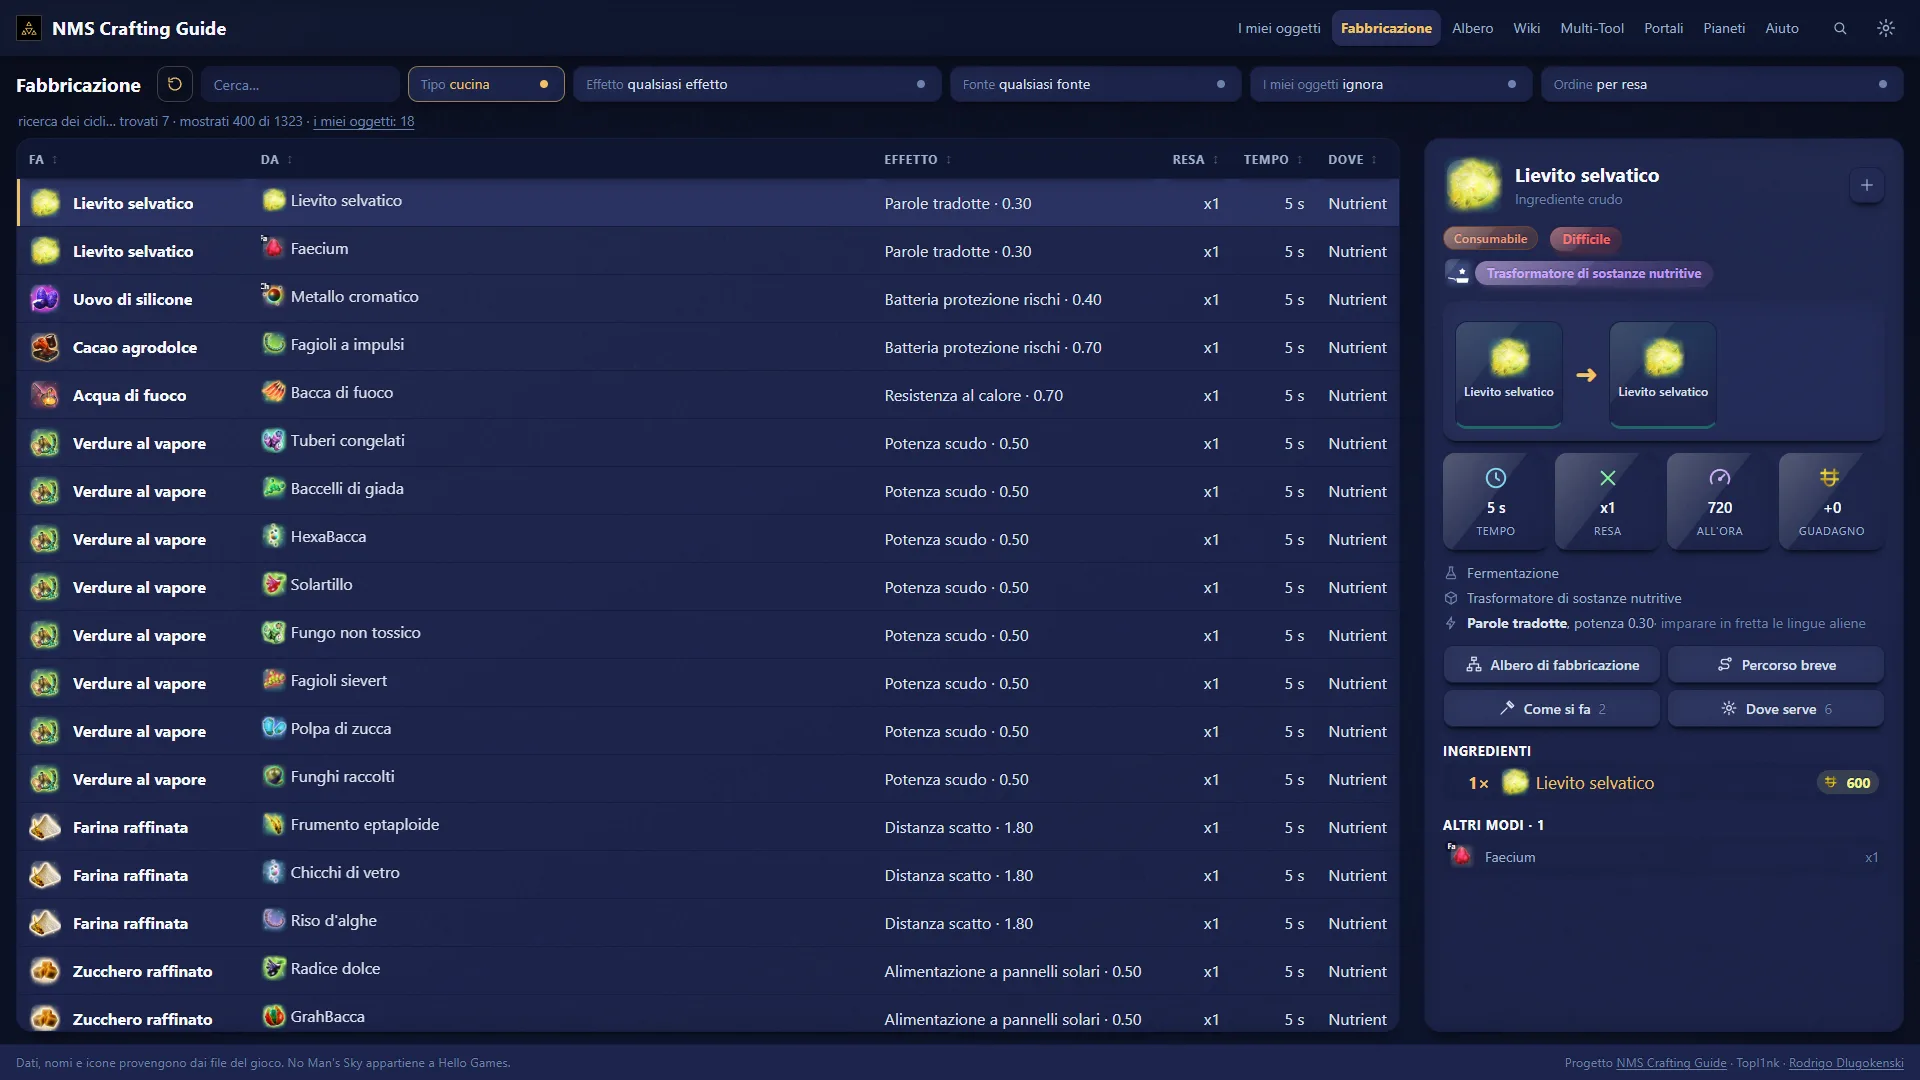 NMS Crafting Guide
I miei oggetti Fabbricazione Albero Wiki Multi-Tool Portali Pianeti Aiuto
Fabbricazione Cerca... Tipo cucina Effetto qualsiasi effetto Fonte qualsiasi fonte I miei oggetti ignora Ordine per resa
ricerca dei cicli... trovati 7 · mostrati 400 di 1323 · i miei oggetti: 18
FA DA EFFETTO RESA TEMPO DOVE
Lievito selvatico Lievito selvatico Parole tradotte · 0.30 x1 5 s Nutrient
Lievito selvatico Fa Faecium Parole tradotte · 0.30 x1 5 s Nutrient
Uovo di silicone Ch Metallo cromatico Batteria protezione rischi · 0.40 x1 5 s Nutrient
Cacao agrodolce Fagioli a impulsi Batteria protezione rischi · 0.70 x1 5 s Nutrient
Acqua di fuoco Bacca di fuoco Resistenza al calore · 0.70 x1 5 s Nutrient
Verdure al vapore Tuberi congelati Potenza scudo · 0.50 x1 5 s Nutrient
Verdure al vapore Baccelli di giada Potenza scudo · 0.50 x1 5 s Nutrient
Verdure al vapore HexaBacca Potenza scudo · 0.50 x1 5 s Nutrient
Verdure al vapore Solartillo Potenza scudo · 0.50 x1 5 s Nutrient
Verdure al vapore Fungo non tossico Potenza scudo · 0.50 x1 5 s Nutrient
Verdure al vapore Fagioli sievert Potenza scudo · 0.50 x1 5 s Nutrient
Verdure al vapore Polpa di zucca Potenza scudo · 0.50 x1 5 s Nutrient
Verdure al vapore Funghi raccolti Potenza scudo · 0.50 x1 5 s Nutrient
Farina raffinata Frumento eptaploide Distanza scatto · 1.80 x1 5 s Nutrient
Farina raffinata Chicchi di vetro Distanza scatto · 1.80 x1 5 s Nutrient
Farina raffinata Riso d'alghe Distanza scatto · 1.80 x1 5 s Nutrient
Zucchero raffinato Radice dolce Alimentazione a pannelli solari · 0.50 x1 5 s Nutrient
Zucchero raffinato GrahBacca Alimentazione a pannelli solari · 0.50 x1 5 s Nutrient
Lievito selvatico
Ingrediente crudo
Consumabile Difficile
Trasformatore di sostanze nutritive
Lievito selvatico Lievito selvatico
5 s x1 720 +0
TEMPO RESA ALL'ORA GUADAGNO
Fermentazione
Trasformatore di sostanze nutritive
Parole tradotte, potenza 0.30· imparare in fretta le lingue aliene
Albero di fabbricazione Percorso breve
Come si fa 2 Dove serve 6
INGREDIENTI
1× Lievito selvatico 600
ALTRI MODI · 1
Fa Faecium x1
Dati, nomi e icone provengono dai file del gioco. No Man's Sky appartiene a Hello Games.
Progetto NMS Crafting Guide · Topl1nk · Rodrigo Dlugokenski